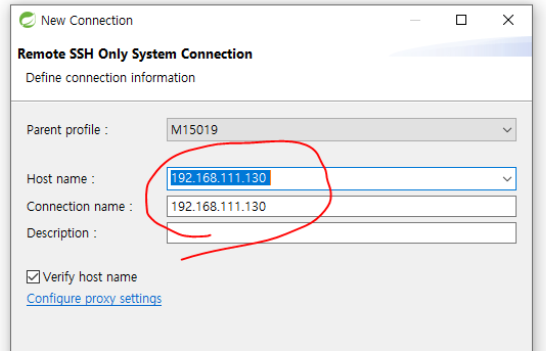 New Connection
Remote SSH Only System Connection
Define connection information
Parent profile : M15019
Host name : 192.168.111.130
Connection name : 192.168.111.130
Description :
Verify host name
Configure proxy settings